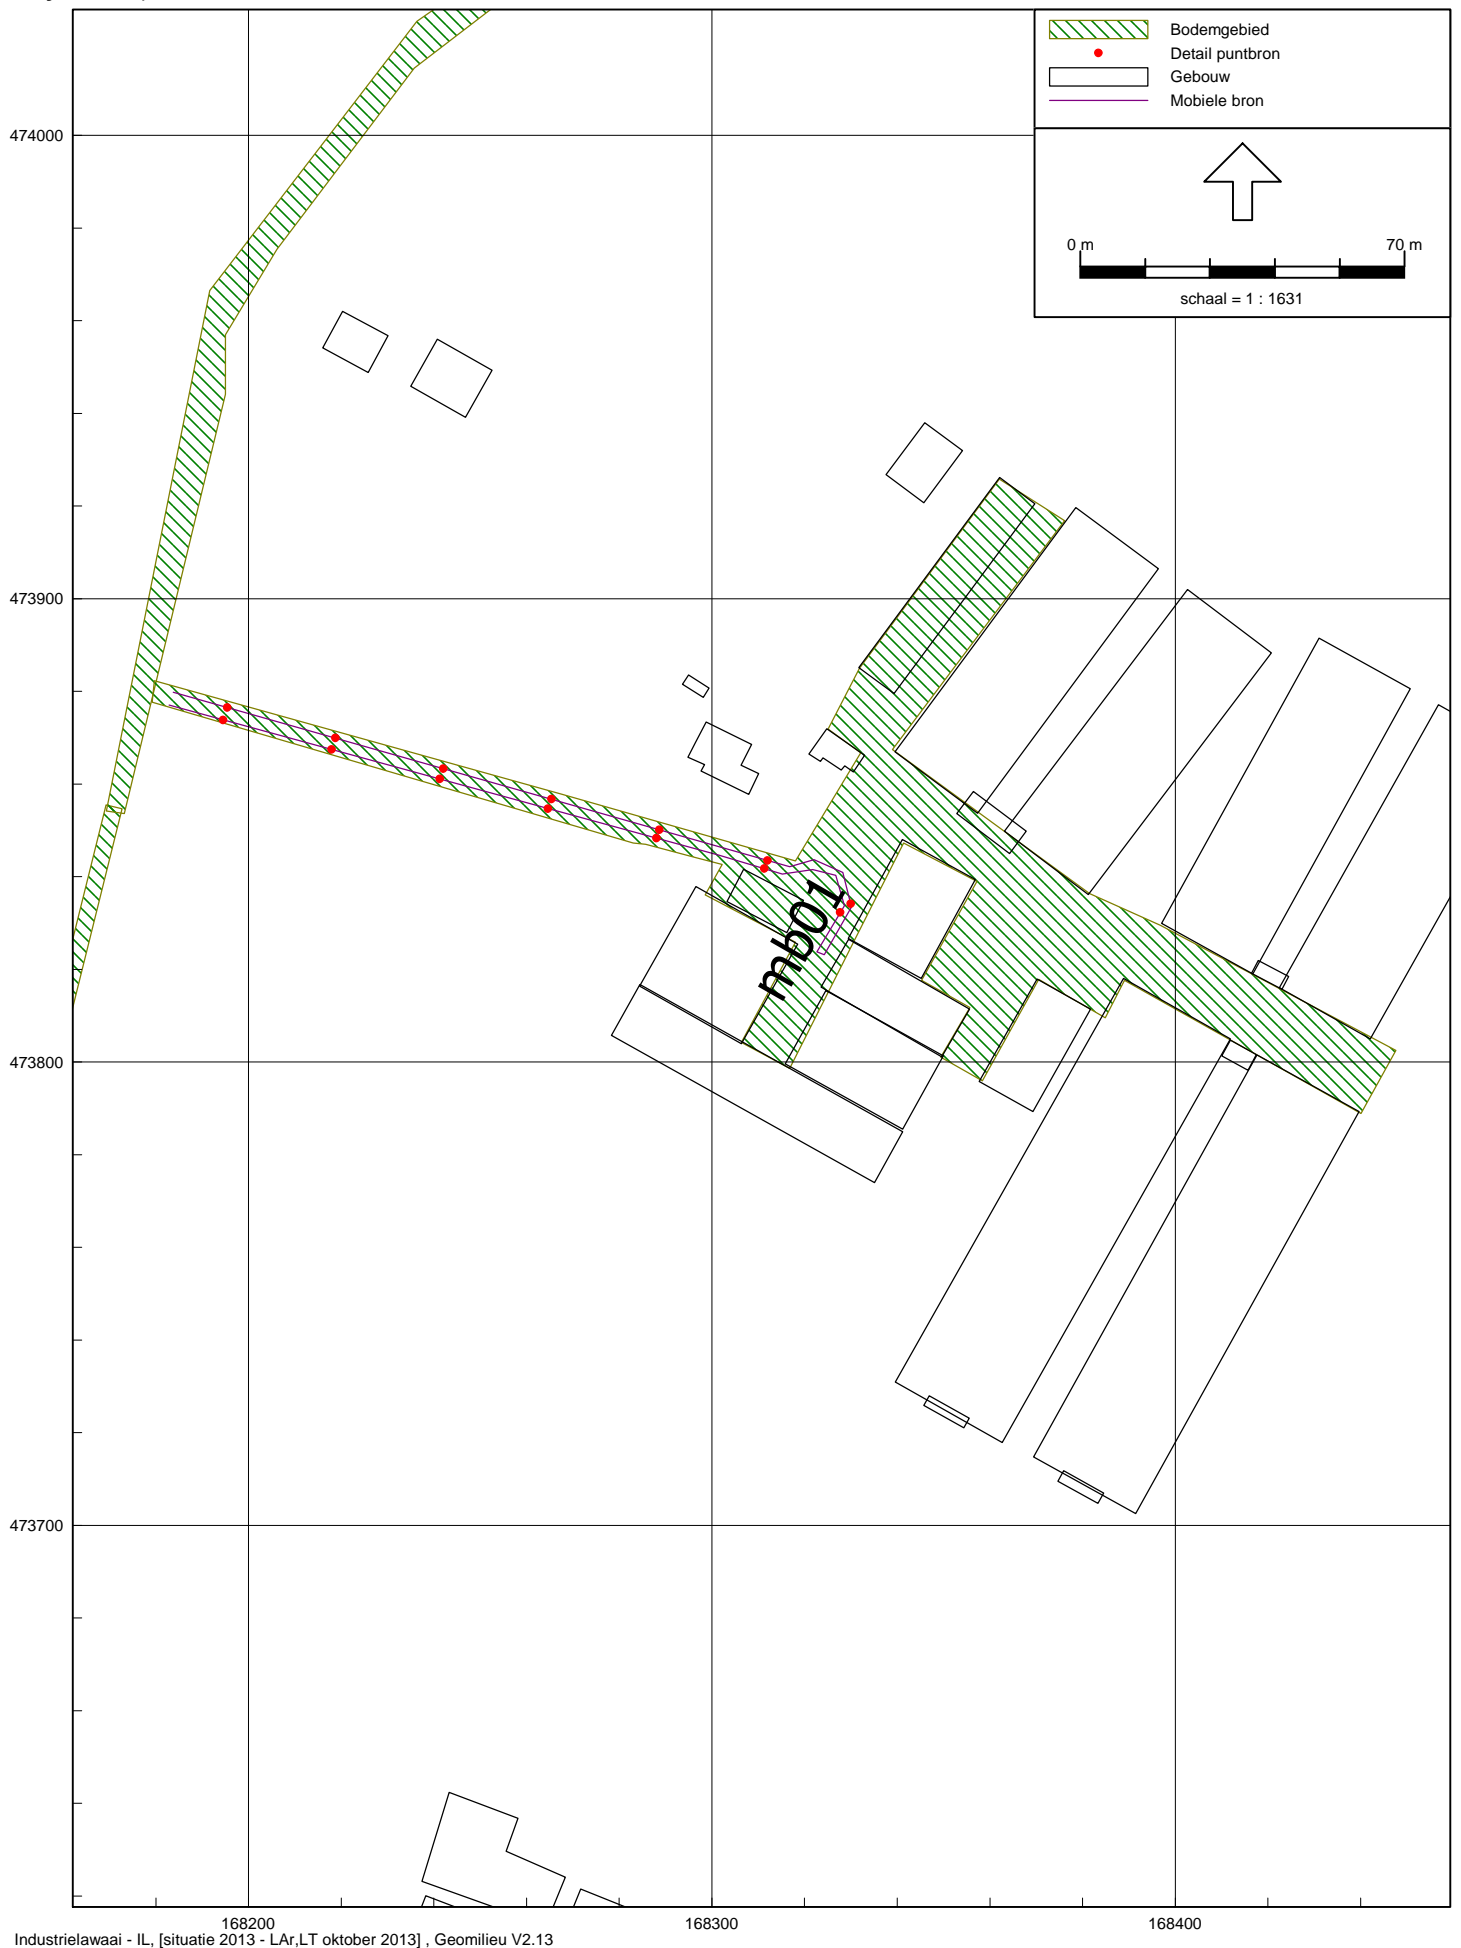 Bodemgebied
Detail puntbron
Gebouw
Mobiele bron
474000
0 m 70 m
schaal = 1 : 1631
473900
mb01
473800
473700
168200 168300 168400
Industrielawaai - IL, [situatie 2013 - LAr,LT oktober 2013] , Geomilieu V2.13